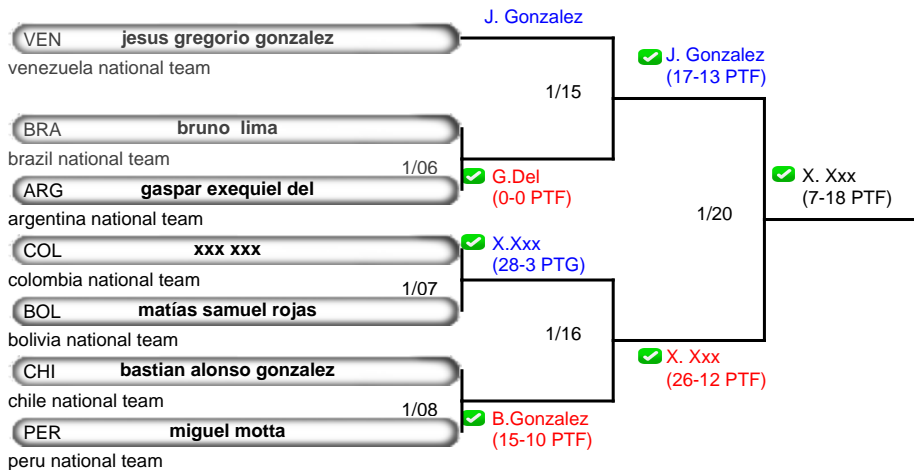 J. Gonzalez
VEN jesus gregorio gonzalez
venezuela national team
J. Gonzalez
(17-13 PTF)
1/15
BRA bruno lima
brazil national team
1/06
ARG gaspar exequiel del
argentina national team
G.Del
(0-0 PTF)
X. Xxx
(7-18 PTF)
1/20
COL xxx xxx
colombia national team
X.Xxx
(28-3 PTG)
1/07
BOL matías samuel rojas
bolivia national team
1/16
CHI bastian alonso gonzalez
chile national team
X. Xxx
(26-12 PTF)
1/08
PER miguel motta
peru national team
B.Gonzalez
(15-10 PTF)